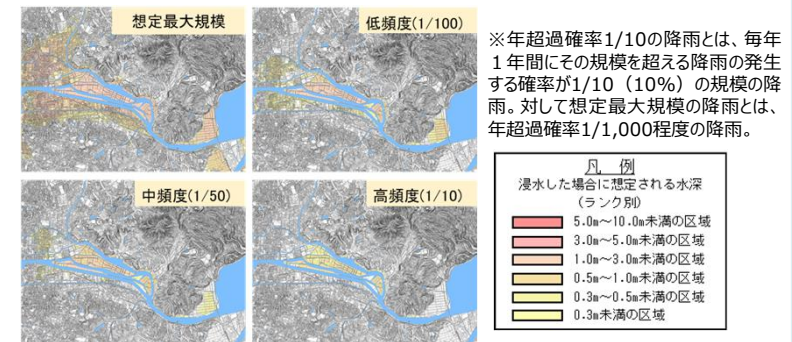 想定最大規模
低頻度(1/100)
中頻度(1/50)
高頻度(1/10)
※年超過確率1/10の降雨とは、毎年
１年間にその規模を超える降雨の発生
する確率が1/10（10%）の規模の降
雨。対して想定最大規模の降雨とは、
年超過確率1/1,000程度の降雨。
凡　例
浸水した場合に想定される水深
（ランク別）
5.0m～10.0m未満の区域
3.0m～5.0m未満の区域
1.0m～3.0m未満の区域
0.5m～1.0m未満の区域
0.3m～0.5m未満の区域
0.3m未満の区域